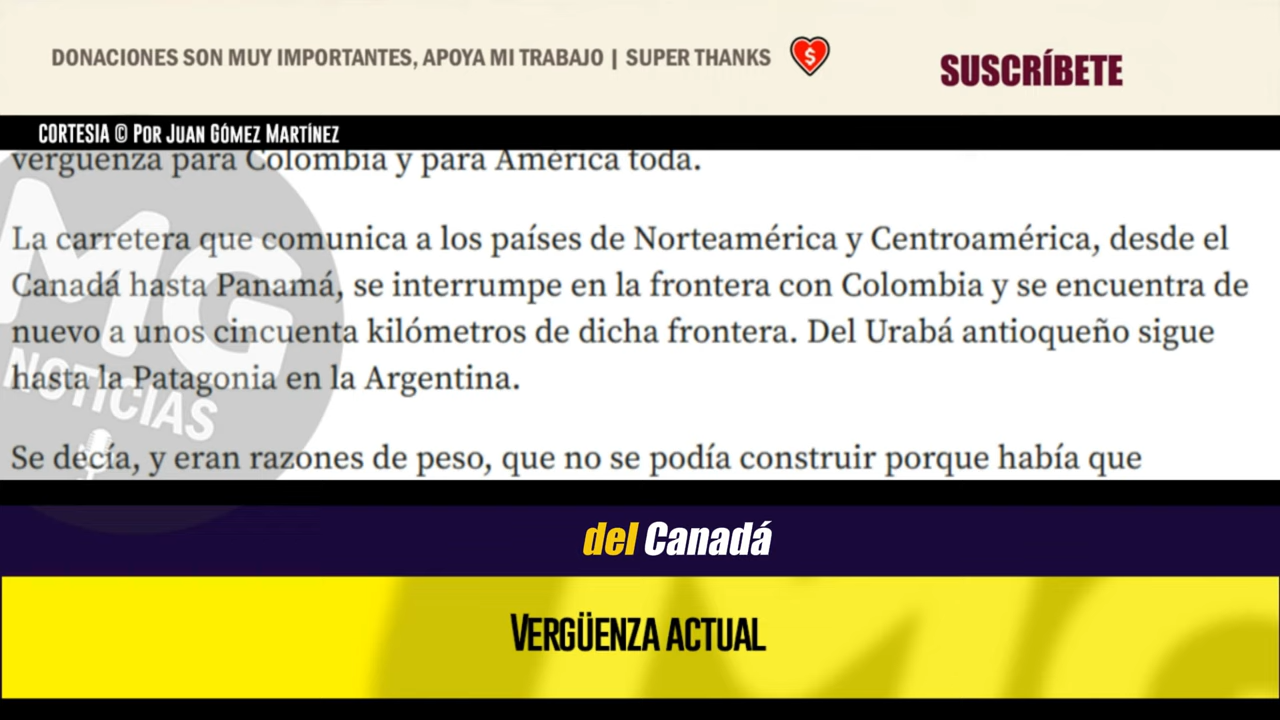 DONACIONES SON MUY IMPORTANTES, APOYA MI TRABAJO | SUPER THANKS
$
SUSCRÍBETE
CORTESIA © POR JUAN GÓMEZ MARTÍNEZ
vergüenza para Colombia y para América toda.
La carretera que comunica a los países de Norteamérica y Centroamérica, desde el
Canadá hasta Panamá, se interrumpe en la frontera con Colombia y se encuentra de
nuevo a unos cincuenta kilómetros de dicha frontera. Del Urabá antioqueño sigue
hasta la Patagonia en la Argentina.
Se decía, y eran razones de peso, que no se podía construir porque había que
MG
NOTICIAS
del Canadá
VERGÜENZA ACTUAL